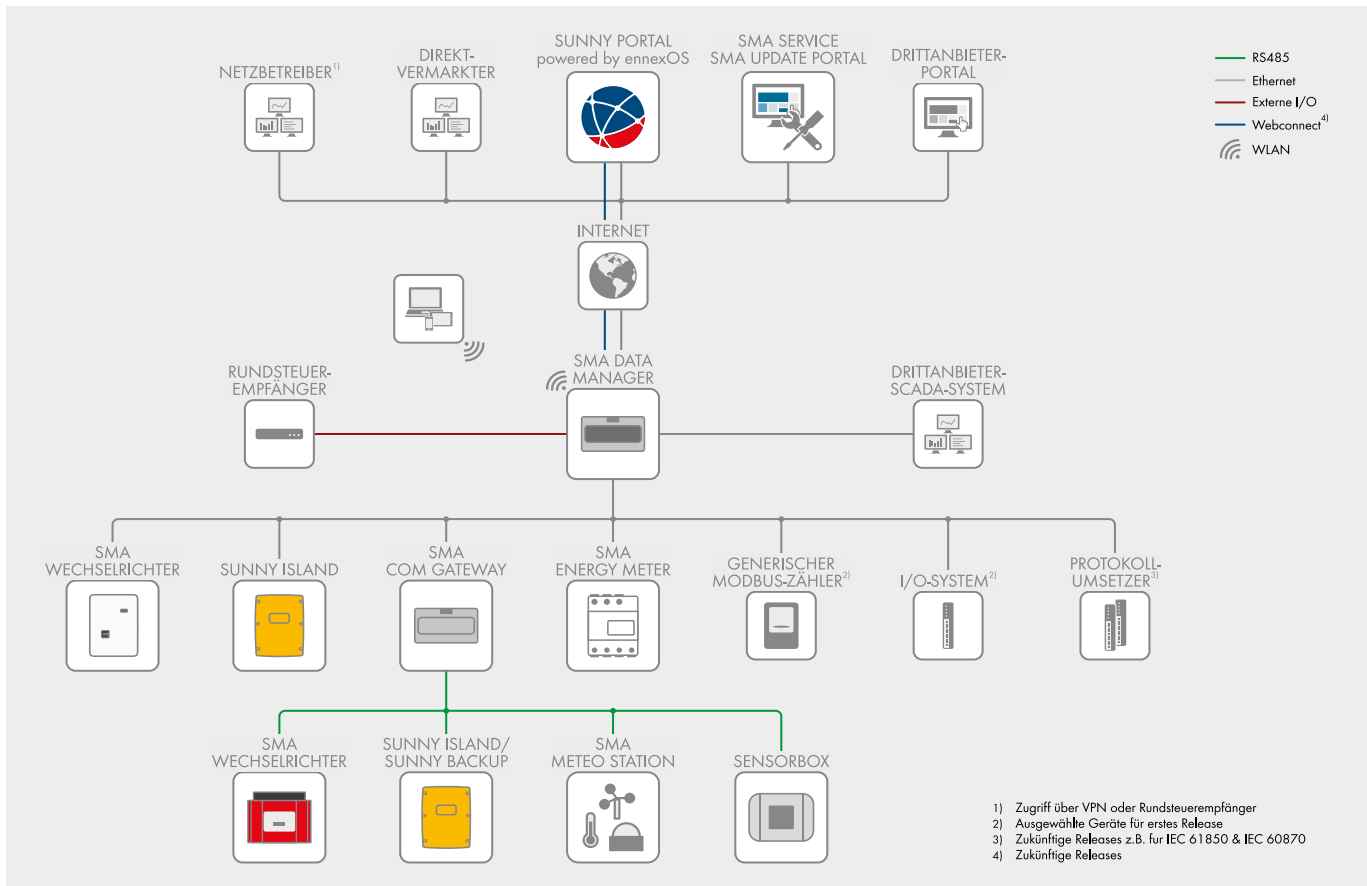 NETZBETREIBER1)
DIREKT-
VERMARKTER
SUNNY PORTAL
powered by ennexOS
SMA SERVICE
SMA UPDATE PORTAL
DRITTANBIETER-
PORTAL
RS485
Ethernet
Externe I/O
Webconnect4)
WLAN
INTERNET
RUNDSTEUER-
EMPFÄNGER
SMA DATA
MANAGER
DRITTANBIETER-
SCADA-SYSTEM
SMA
WECHSELRICHTER
SUNNY ISLAND
SMA
COM GATEWAY
SMA
ENERGY METER
GENERISCHER
MODBUS-ZÄHLER2)
I/O-SYSTEM2)
PROTOKOLL-
UMSETZER3)
SMA
WECHSELRICHTER
SUNNY ISLAND/
SUNNY BACKUP
SMA
METEO STATION
SENSORBOX
1) Zugriff über VPN oder Rundsteuerempfänger
2) Ausgewählte Geräte für erstes Release
3) Zukünftige Releases z.B. fur IEC 61850 & IEC 60870
4) Zukünftige Releases